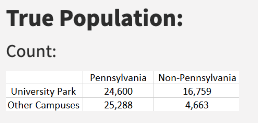 True Population:
Count:
Pennsylvania Non-Pennsylvania
University Park 24,600 16,759
Other Campuses 25,288 4,663